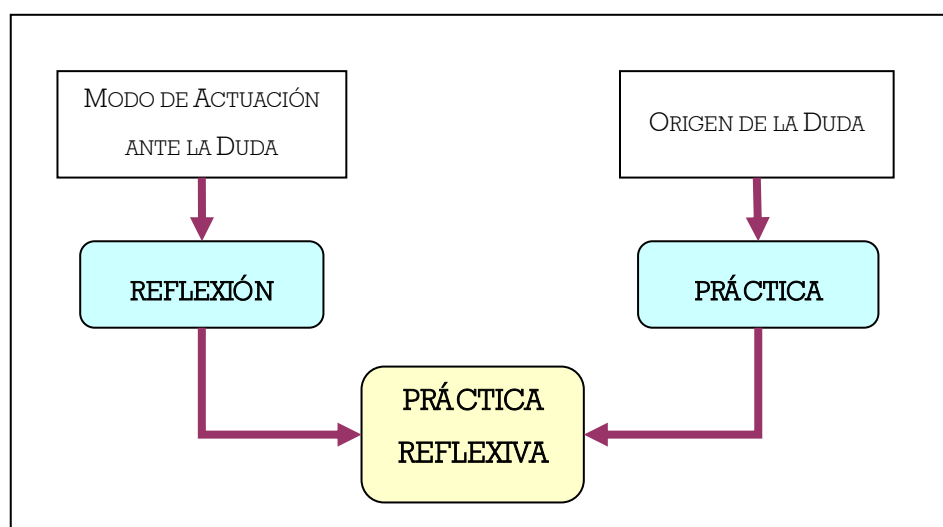 MODO DE ACTUACIÓN
ANTE LA DUDA
ORIGEN DE LA DUDA
REFLEXIÓN
PRÁCTICA
PRÁCTICA
REFLEXIVA